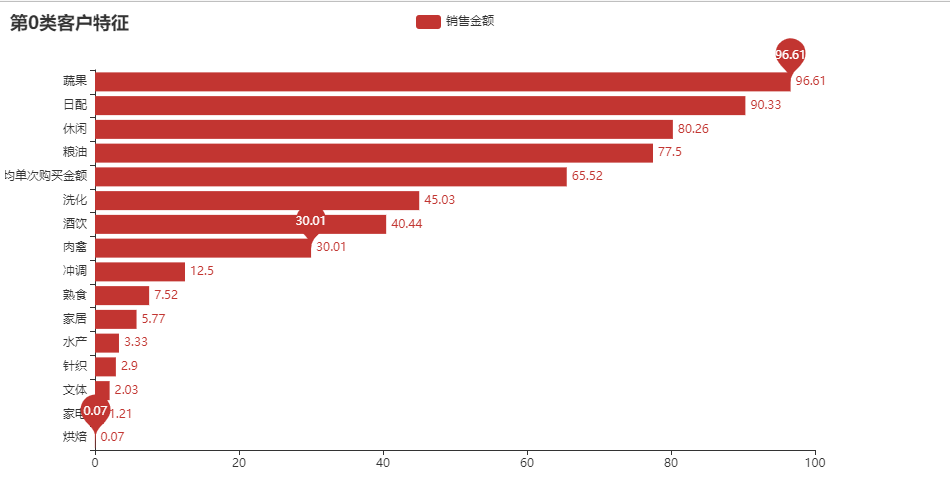 第0类客户特征
销售金额
96.61
蔬果 96.61
日配 90.33
休闲 80.26
粮油 77.5
均单次购买金额 65.52
洗化 45.03
30.01
酒饮 40.44
肉禽 30.01
冲调 12.5
熟食 7.52
家居 5.77
水产 3.33
针织 2.9
文体 2.03
0.07
家电 1.21
烘焙 0.07
0 20 40 60 80 100